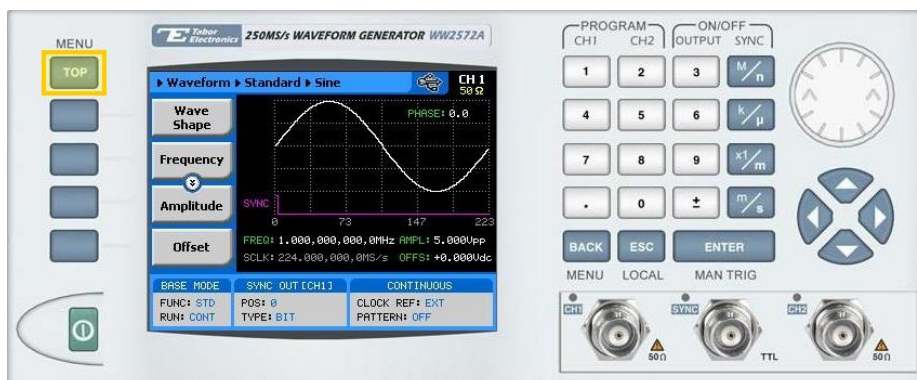 MENU
TOP
Tabor Electronics 250MS/s WAVEFORM GENERATOR WW2572A
Waveform Standard Sine
CH 1
50 Ω
Wave
Shape
Frequency
Amplitude
Offset
PHASE: 0.0
SYNC
0 73 147 223
FREQ: 1.000,000,000,0MHz AMPL: 5.000Vpp
SCLK: 224.000,000,0MS/s OFFS: +0.000Vdc
BASE MODE
FUNC: STD
RUN: CONT
SYNC OUT [CH1]
POS: 0
TYPE: BIT
CONTINUOUS
CLOCK REF: EXT
PATTERN: OFF
PROGRAM ON/OFF
CH1 CH2 OUTPUT SYNC
1 2 3 M/n
4 5 6 k/µ
7 8 9 x1/m
. 0 ± m/s
BACK ESC ENTER
MENU LOCAL MAN TRIG
CH1 SYNC CH2
50Ω TTL 50Ω